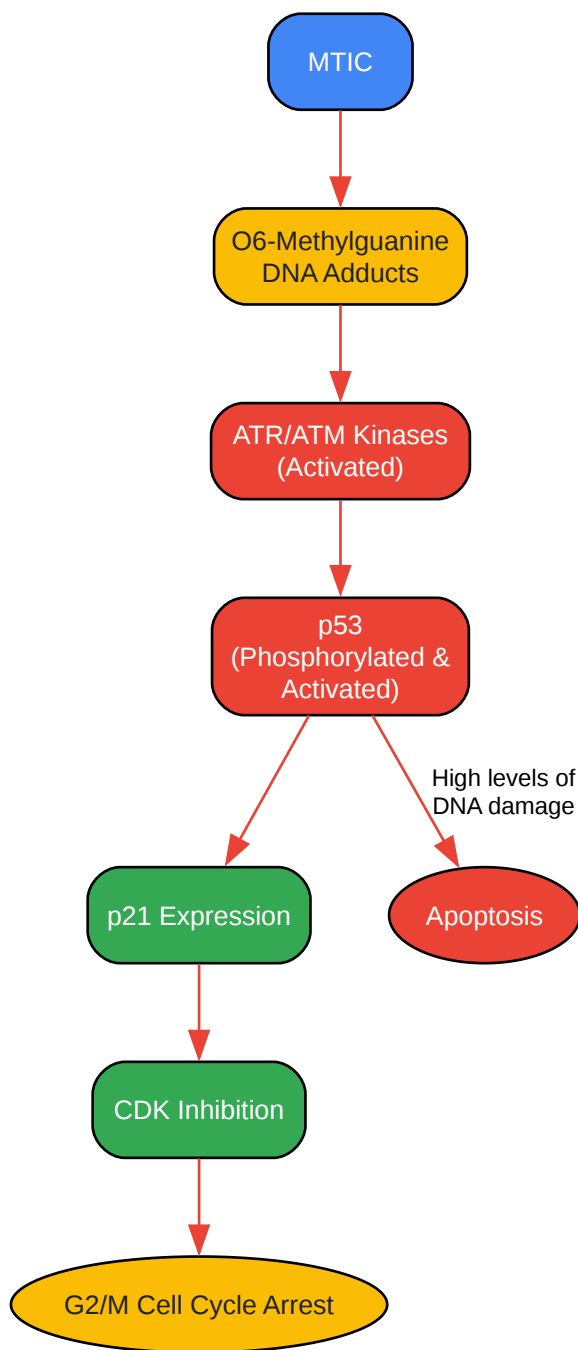 MTIC
O6-Methylguanine
DNA Adducts
ATR/ATM Kinases
(Activated)
p53
(Phosphorylated &
Activated)
High levels of
DNA damage
p21 Expression
Apoptosis
CDK Inhibition
G2/M Cell Cycle Arrest